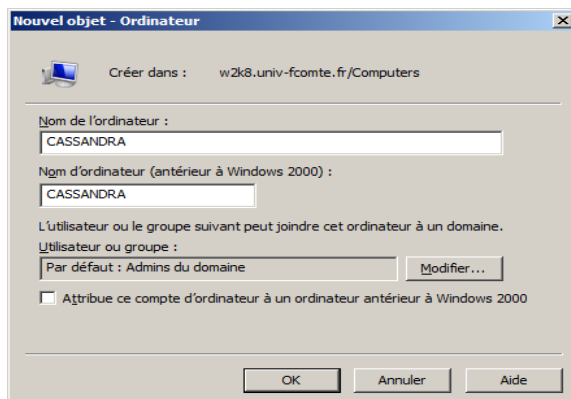 Nouvel objet - Ordinateur
Créer dans : w2k8.univ-fcomte.fr/Computers
Nom de l'ordinateur :
CASSANDRA
Nom d'ordinateur (antérieur à Windows 2000) :
CASSANDRA
L'utilisateur ou le groupe suivant peut joindre cet ordinateur à un domaine.
Utilisateur ou groupe :
Par défaut : Admins du domaine Modifier...
Attribue ce compte d'ordinateur à un ordinateur antérieur à Windows 2000
OK Annuler Aide